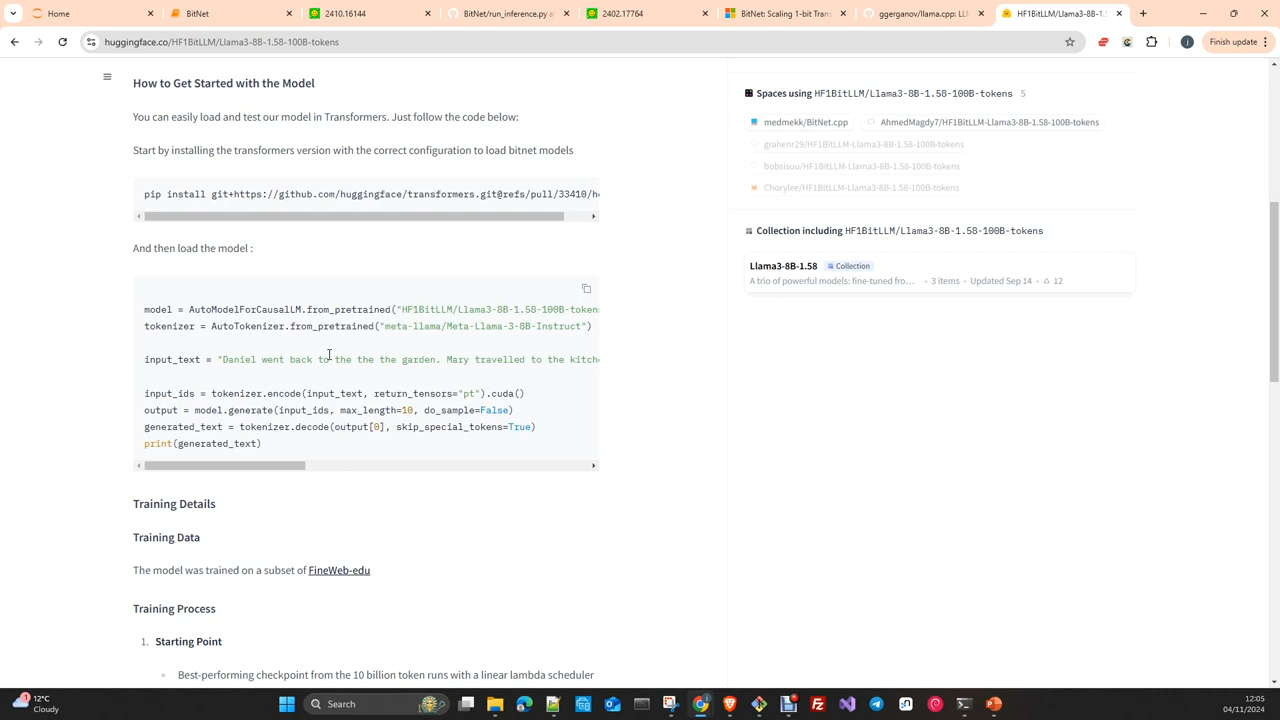 Home
BitNet
2410.16144
BitNet/run_inference.py a
2402.17764
BitNet: Scaling 1-bit Tran
ggerganov/llama.cpp: LL
HF1BitLLM/Llama3-8B-1.5
huggingface.co/HF1BitLLM/Llama3-8B-1.58-100B-tokens
Finish update
How to Get Started with the Model
You can easily load and test our model in Transformers. Just follow the code below:
Start by installing the transformers version with the correct configuration to load bitnet models
pip install git+https://github.com/huggingface/transformers.git@refs/pull/33410/he
And then load the model :
model = AutoModelForCausalLM.from_pretrained("HF1BitLLM/Llama3-8B-1.58-100B-tokens
tokenizer = AutoTokenizer.from_pretrained("meta-llama/Meta-Llama-3-8B-Instruct")
input_text = "Daniel went back to the the the garden. Mary travelled to the kitche
input_ids = tokenizer.encode(input_text, return_tensors="pt").cuda()
output = model.generate(input_ids, max_length=10, do_sample=False)
generated_text = tokenizer.decode(output[0], skip_special_tokens=True)
print(generated_text)
Training Details
Training Data
The model was trained on a subset of FineWeb-edu
Training Process
1. Starting Point
Best-performing checkpoint from the 10 billion token runs with a linear lambda scheduler
Spaces using HF1BitLLM/Llama3-8B-1.58-100B-tokens 5
medmekk/BitNet.cpp
AhmedMagdy7/HF1BitLLM-Llama3-8B-1.58-100B-tokens
grahenr29/HF1BitLLM-Llama3-8B-1.58-100B-tokens
bobsisuu/HF1BitLLM-Llama3-8B-1.58-100B-tokens
Chorylee/HF1BitLLM-Llama3-8B-1.58-100B-tokens
Collection including HF1BitLLM/Llama3-8B-1.58-100B-tokens
Llama3-8B-1.58 Collection
A trio of powerful models: fine-tuned fro… • 3 items • Updated Sep 14 • 12
1
12°C
Cloudy
Search
12:05
04/11/2024